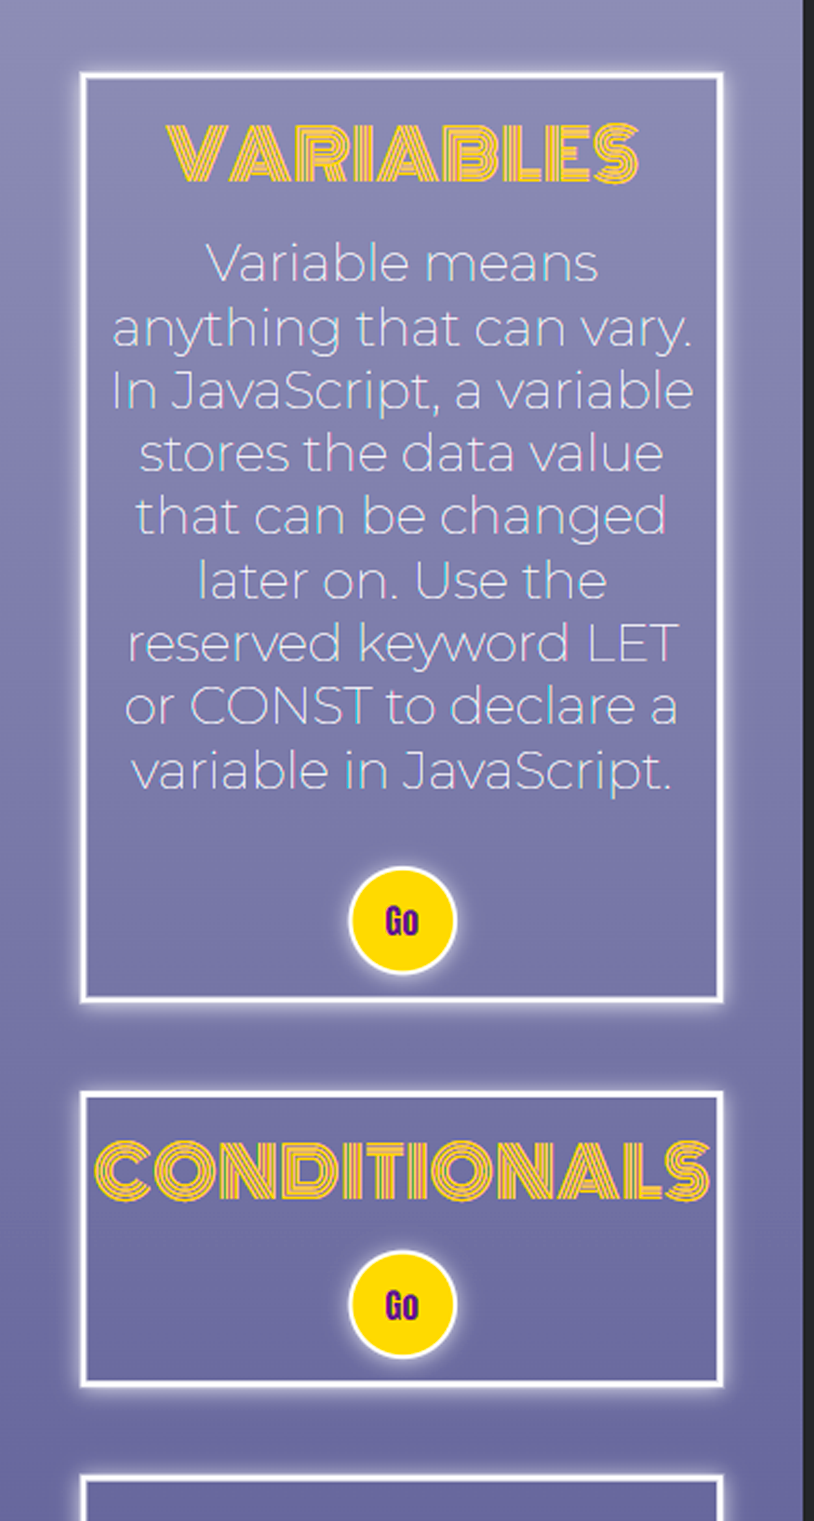 VARIABLES
Variable means
anything that can vary.
In JavaScript, a variable
stores the data value
that can be changed
later on. Use the
reserved keyword LET
or CONST to declare a
variable in JavaScript.
Go
CONDITIONALS
Go